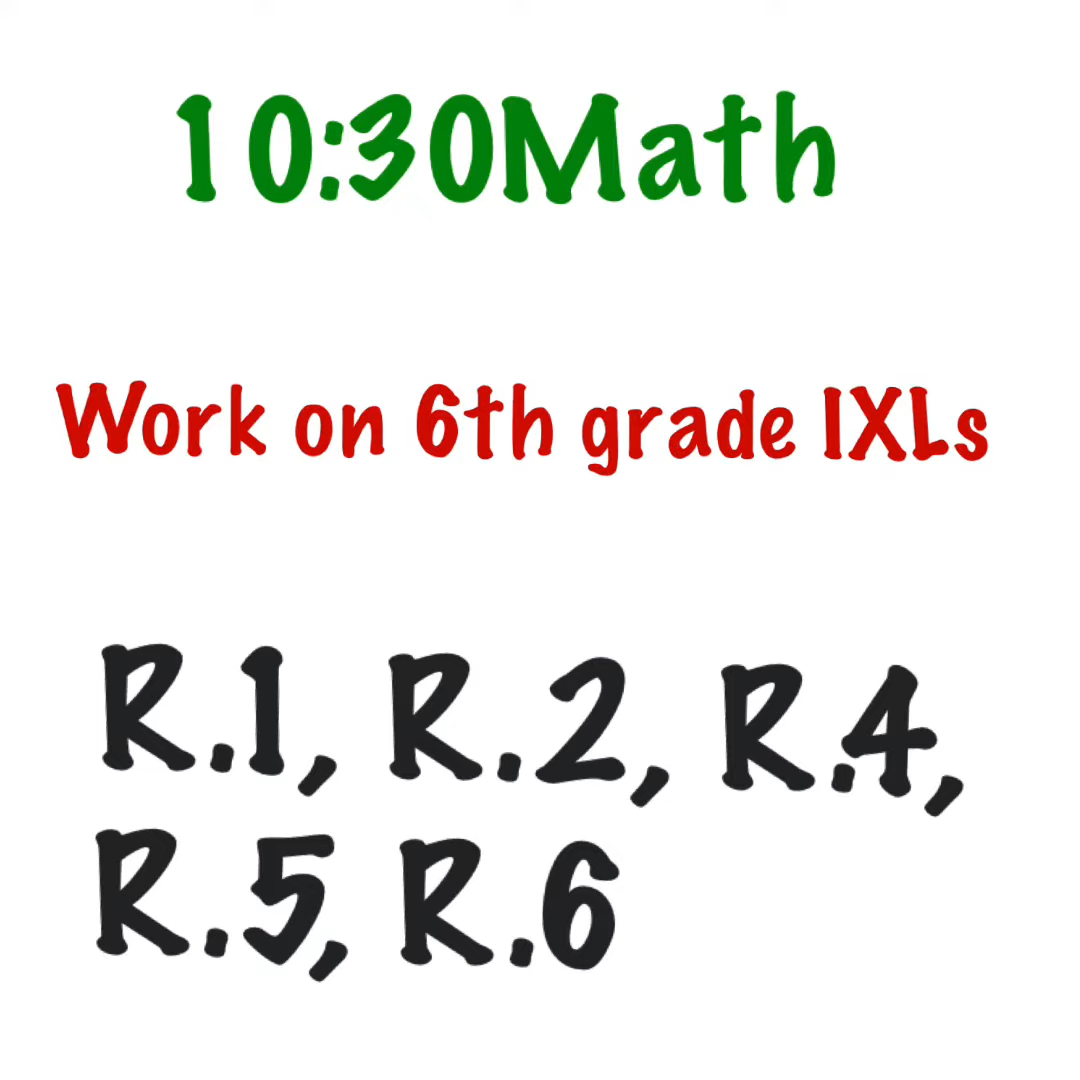 10:30Math
Work on 6th grade IXLs
R.1, R.2, R.4,
R.5, R.6